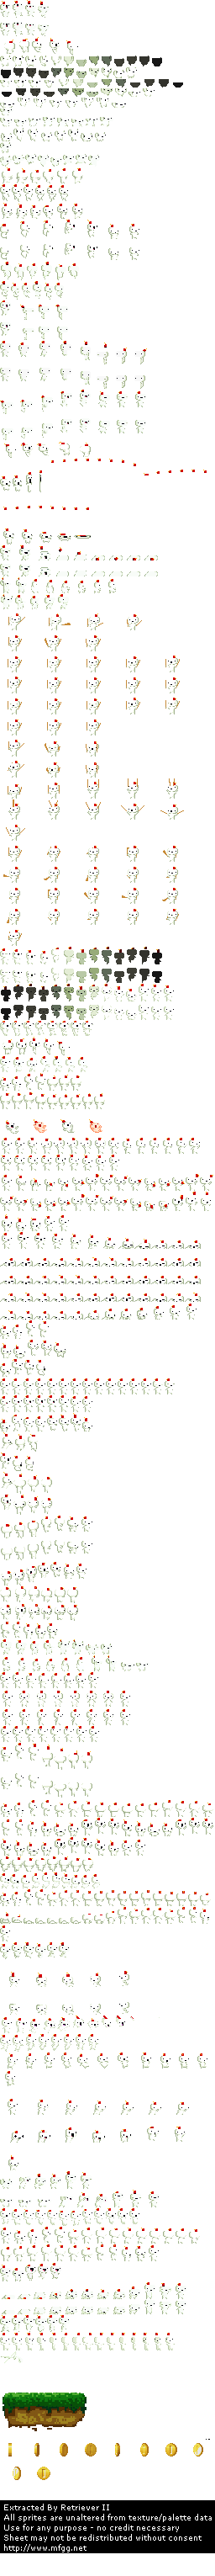 Extracted By Retriever II
All sprites are unaltered from texture/palette data
Use for any purpose - no credit necessary
Sheet may not be redistributed without consent
http://www.mfgg.net